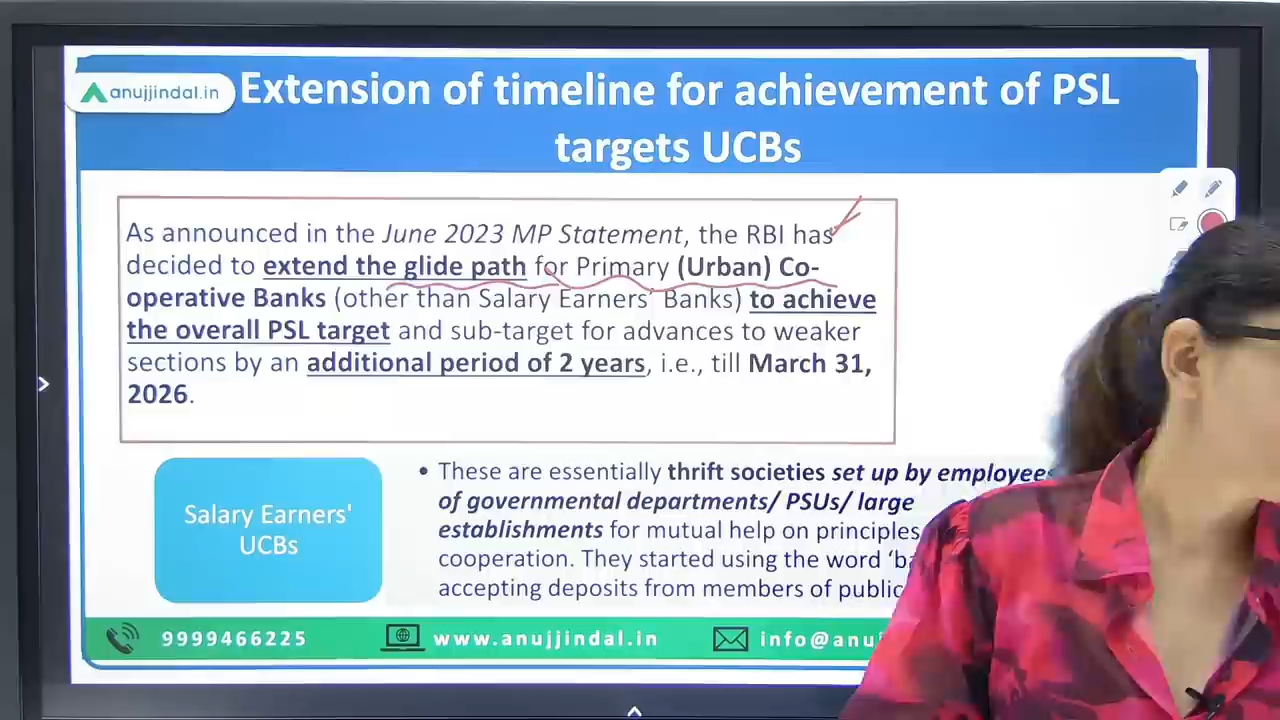 anujjindal.in
Extension of timeline for achievement of PSL
targets UCBs
As announced in the June 2023 MP Statement, the RBI has
decided to extend the glide path for Primary (Urban) Co-
operative Banks (other than Salary Earners' Banks) to achieve
the overall PSL target and sub-target for advances to weaker
sections by an additional period of 2 years, i.e., till March 31,
2026.
Salary Earners'
UCBs
• These are essentially thrift societies set up by employees
of governmental departments/ PSUs/ large
establishments for mutual help on principles
cooperation. They started using the word
accepting deposits from members of public
9999466225
www.anujjindal.in